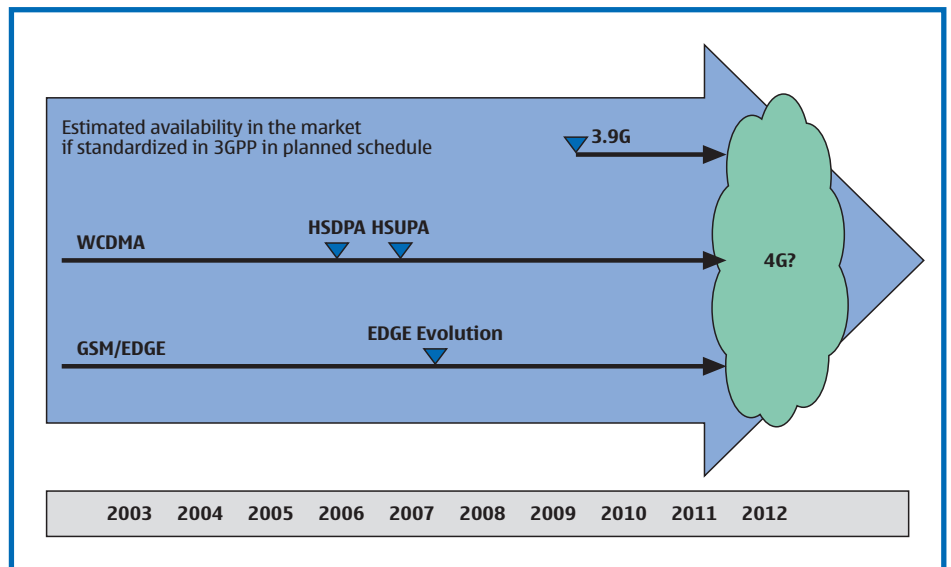 Estimated availability in the market
if standardized in 3GPP in planned schedule
3.9G
HSDPA HSUPA
WCDMA
4G?
EDGE Evolution
GSM/EDGE
2003 2004 2005 2006 2007 2008 2009 2010 2011 2012